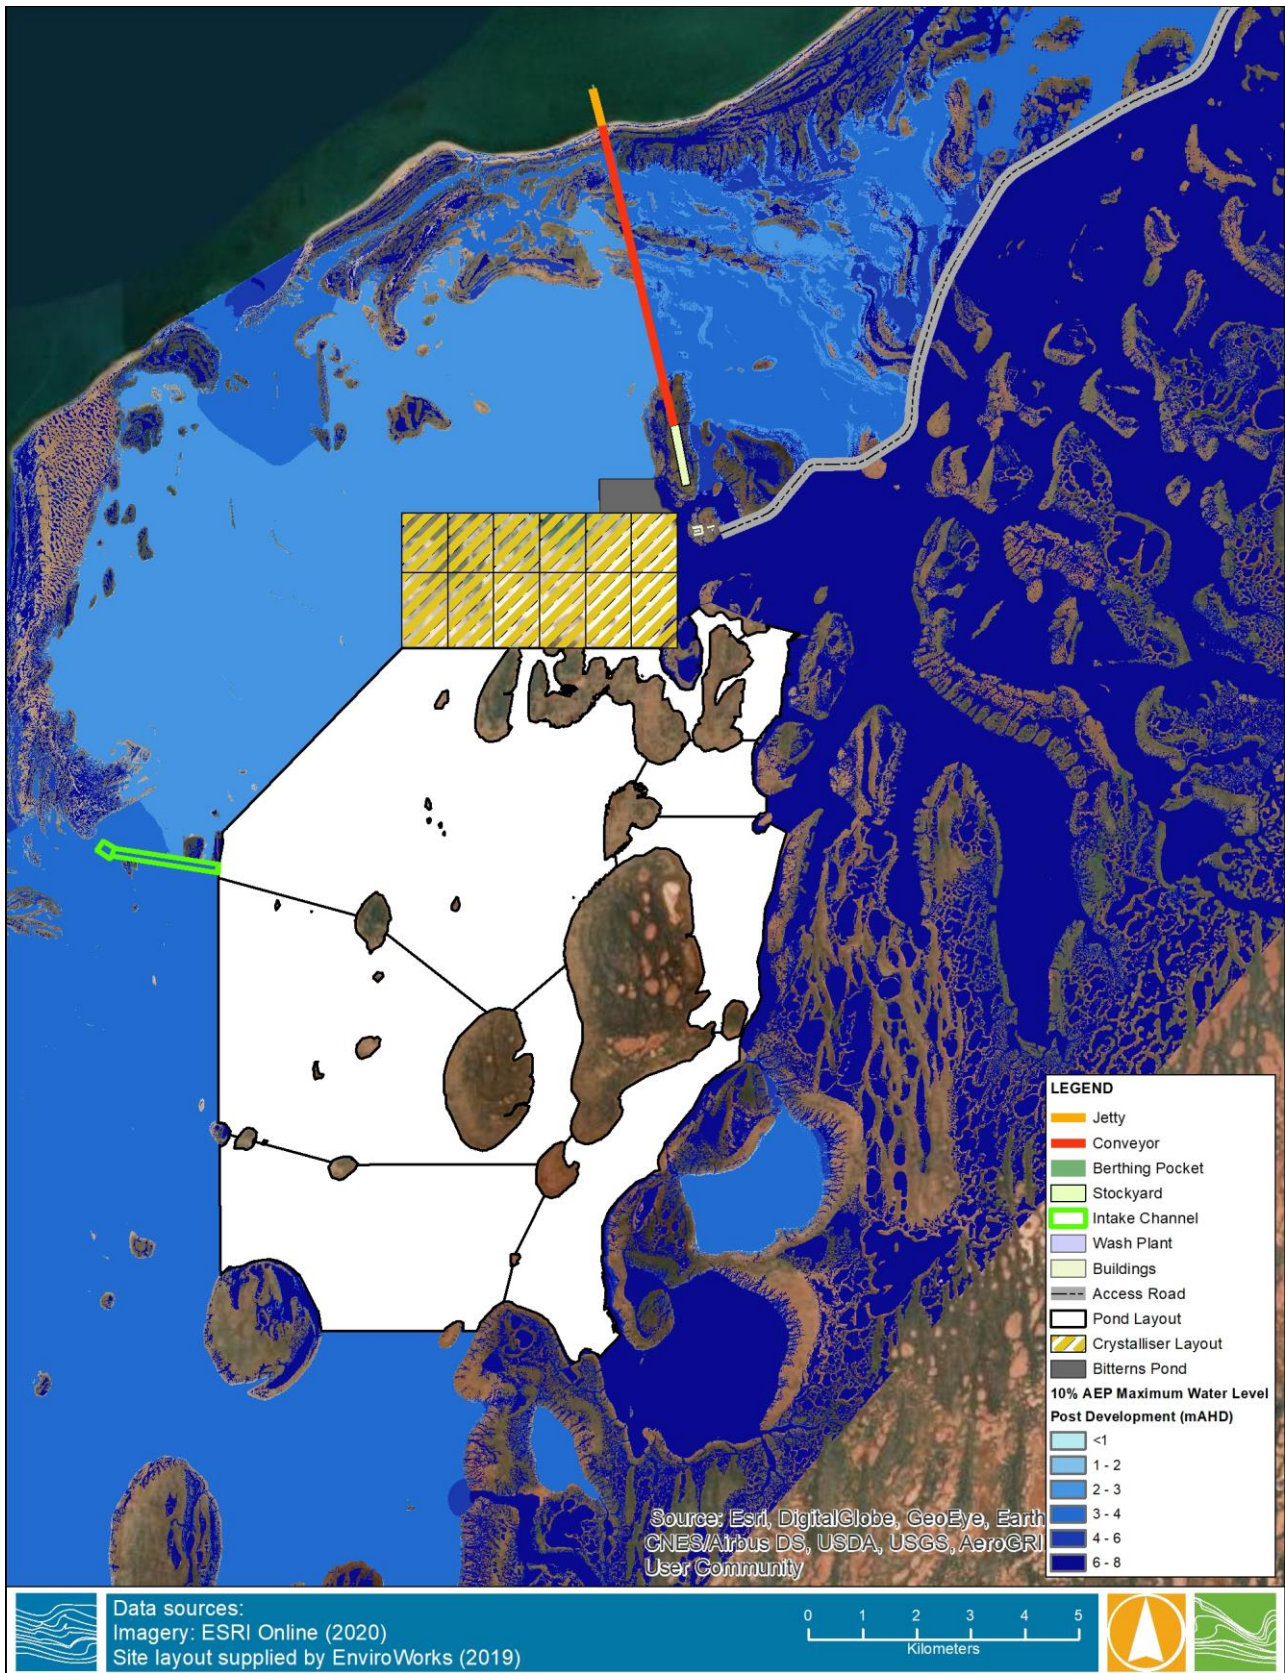 LEGEND
Jetty
Conveyor
Berthing Pocket
Stockyard
Intake Channel
Wash Plant
Buildings
Access Road
Pond Layout
Crystalliser Layout
Bitterns Pond
10% AEP Maximum Water Level
Post Development (mAHD)
<1
1 - 2
2 - 3
3 - 4
4 - 6
6 - 8
Source: Esri, DigitalGlobe, GeoEye, Earth
CNES/Airbus DS, USDA, USGS, AeroGRI
User Community
Data sources:
Imagery: ESRI Online (2020)
Site layout supplied by EnviroWorks (2019)
0 1 2 3 4 5
Kilometers